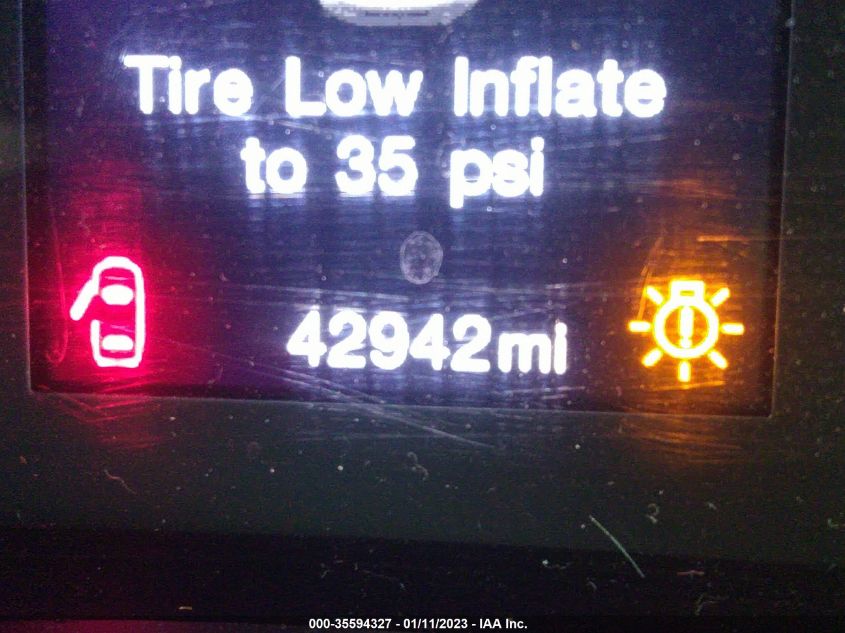 Tire Low Inflate
to 35 psi
42942mi
000-35594327 - 01/11/2023 - IAA Inc.